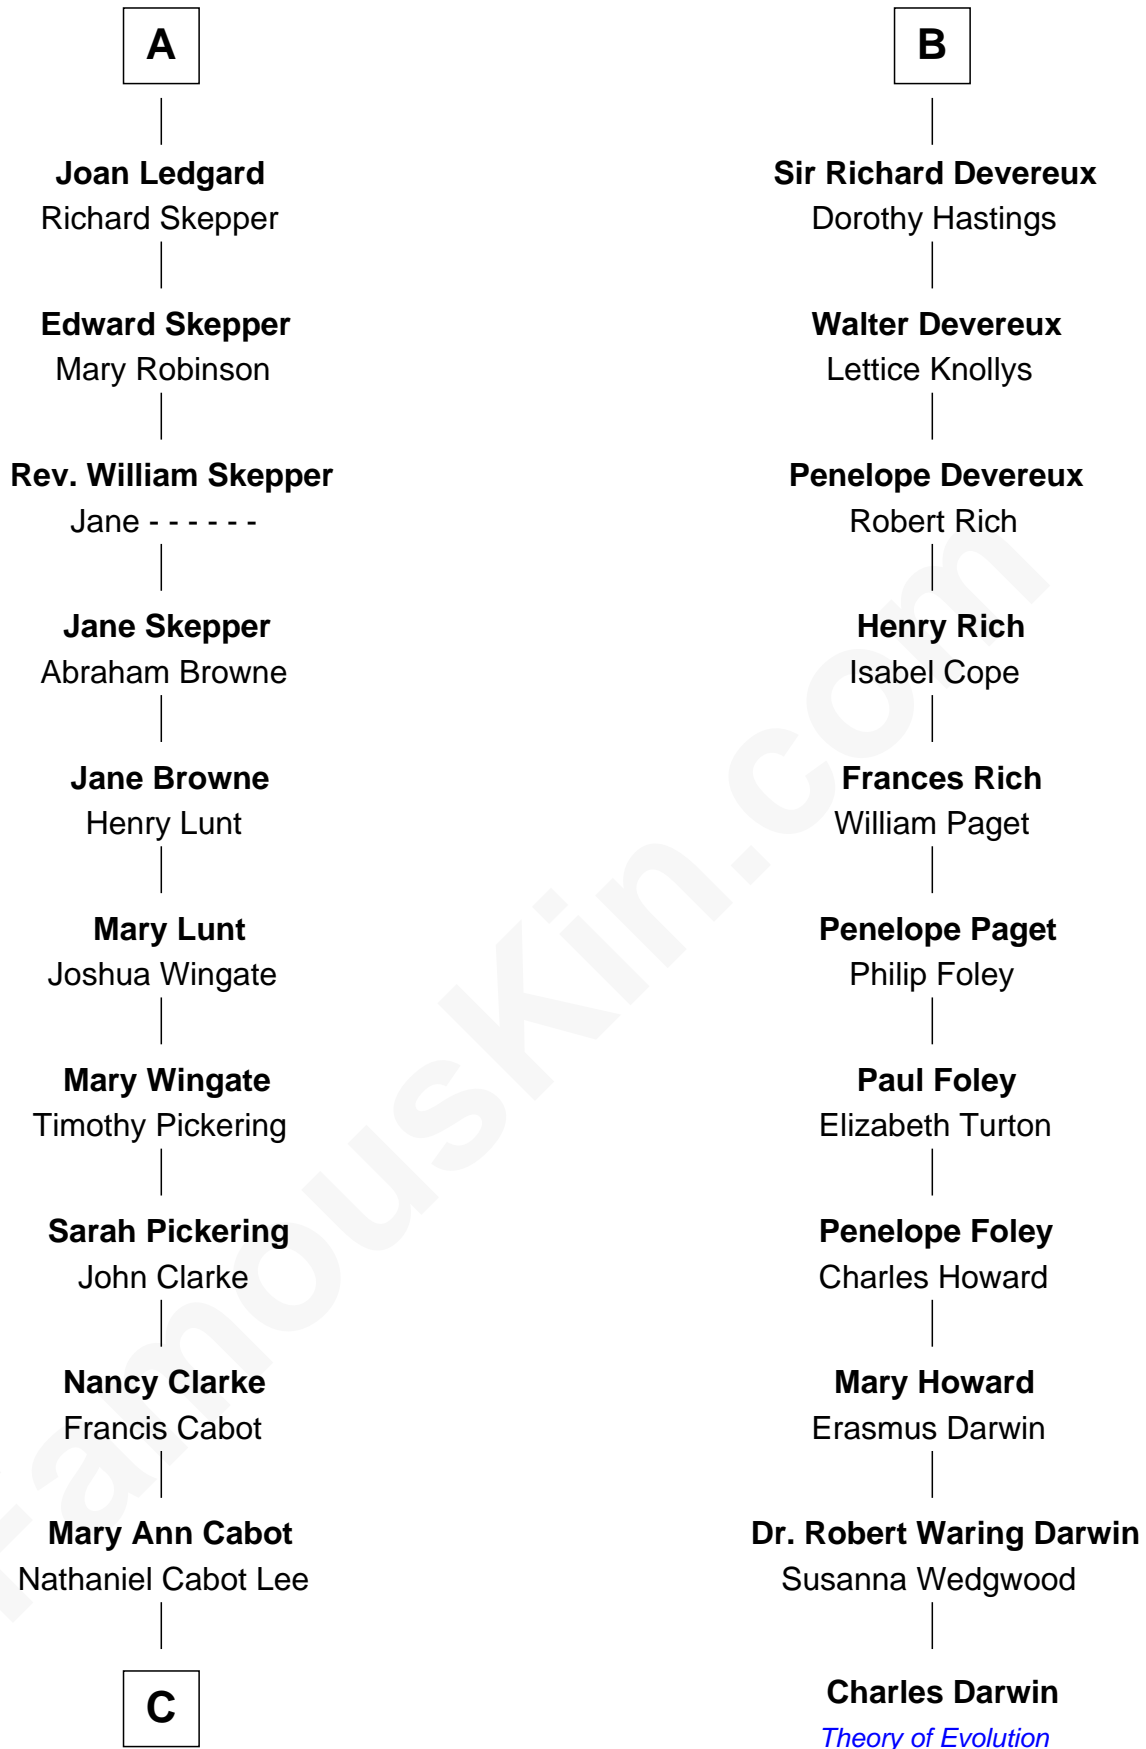 A
Joan Ledgard
Richard Skepper
Edward Skepper
Mary Robinson
Rev. William Skepper
Jane - - - - - -
Jane Skepper
Abraham Browne
Jane Browne
Henry Lunt
Mary Lunt
Joshua Wingate
Mary Wingate
Timothy Pickering
Sarah Pickering
John Clarke
Nancy Clarke
Francis Cabot
Mary Ann Cabot
Nathaniel Cabot Lee
C
B
Sir Richard Devereux
Dorothy Hastings
Walter Devereux
Lettice Knollys
Penelope Devereux
Robert Rich
Henry Rich
Isabel Cope
Frances Rich
William Paget
Penelope Paget
Philip Foley
Paul Foley
Elizabeth Turton
Penelope Foley
Charles Howard
Mary Howard
Erasmus Darwin
Dr. Robert Waring Darwin
Susanna Wedgwood
Charles Darwin
Theory of Evolution
FamousKin.com